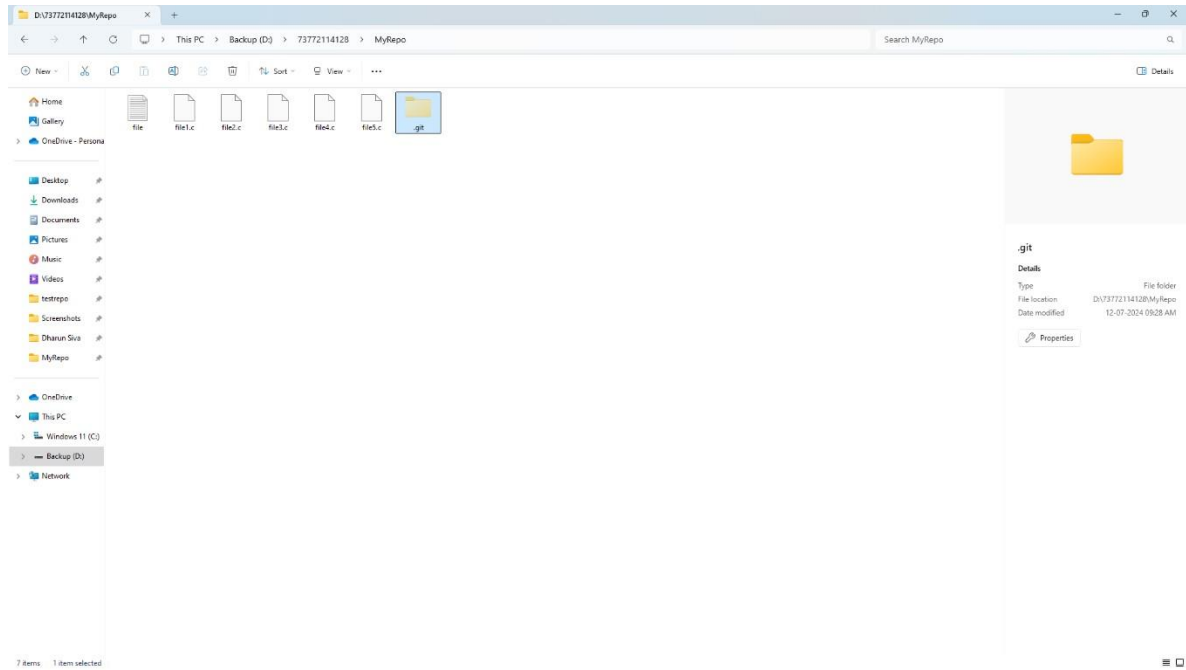 D:\73772114128\MyRepo
This PC > Backup (D:) > 73772114128 > MyRepo
Search MyRepo
New
Sort
View
Details
Home
Gallery
OneDrive - Persona
Desktop
Downloads
Documents
Pictures
Music
Videos
testrepo
Screenshots
Dharun Siva
MyRepo
OneDrive
This PC
Windows 11 (C:)
Backup (D:)
Network
file file1.c file2.c file3.c file4.c file5.c .git
.git
Details
Type File folder
File location D:\73772114128\MyRepo
Date modified 12-07-2024 09:28 AM
Properties
7 items 1 item selected